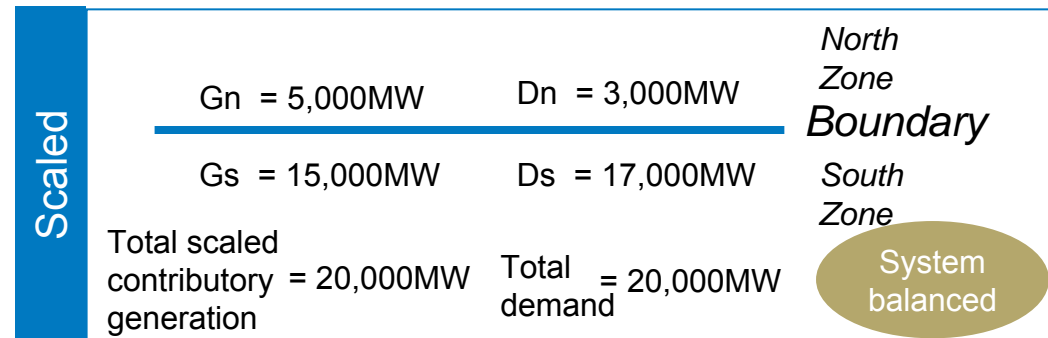 Scaled
North
Zone
Gn = 5,000MW Dn = 3,000MW
Boundary
Gs = 15,000MW Ds = 17,000MW
South
Zone
Total scaled
contributory = 20,000MW
generation
Total
demand = 20,000MW
System
balanced